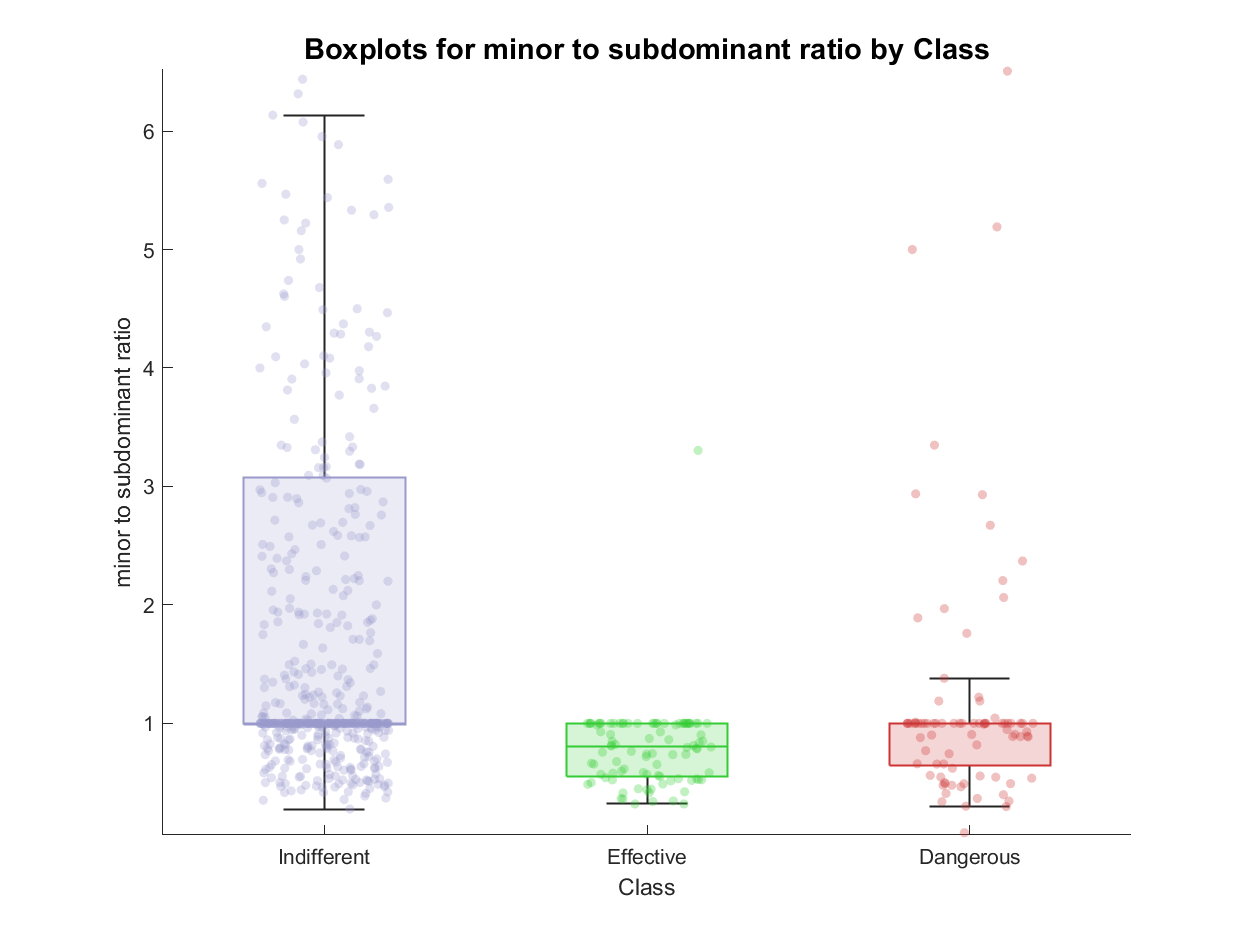 Boxplots for minor to subdominant ratio by Class
6
5
4
3
2
1
minor to subdominant ratio
Indifferent
Effective
Dangerous
Class